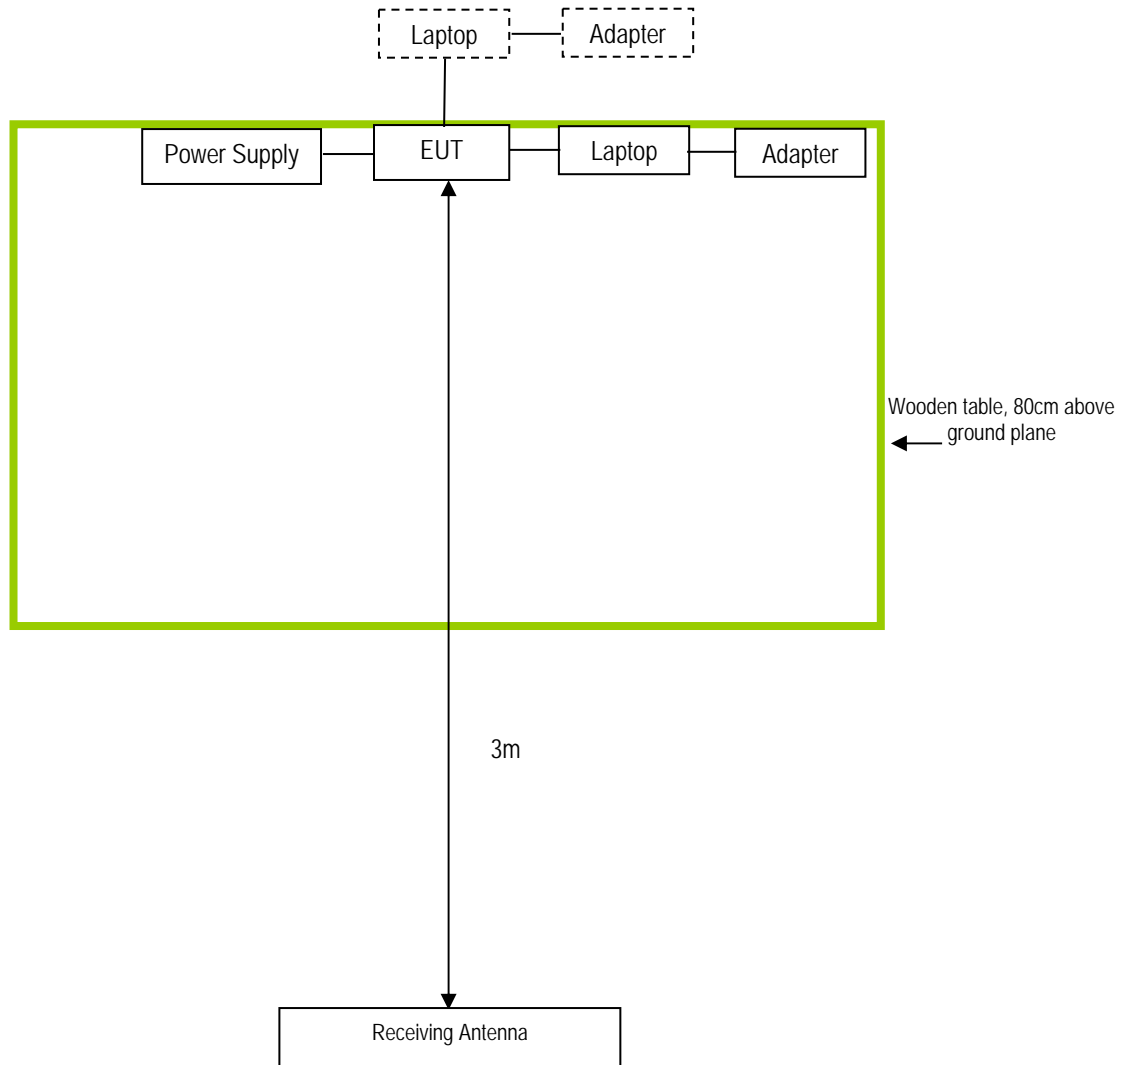 Laptop
Adapter
Power Supply
EUT
Laptop
Adapter
Wooden table, 80cm above
ground plane
3m
Receiving Antenna